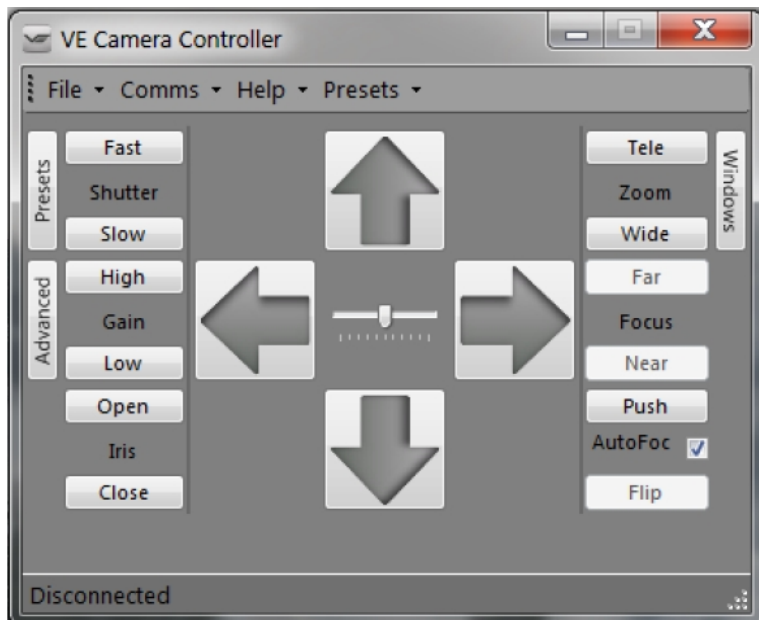 VE Camera Controller
File Comms Help Presets
Presets
Advanced
Fast
Shutter
Slow
High
Gain
Low
Open
Iris
Close
Tele
Zoom
Wide
Far
Focus
Near
Push
AutoFoc
Flip
Windows
Disconnected